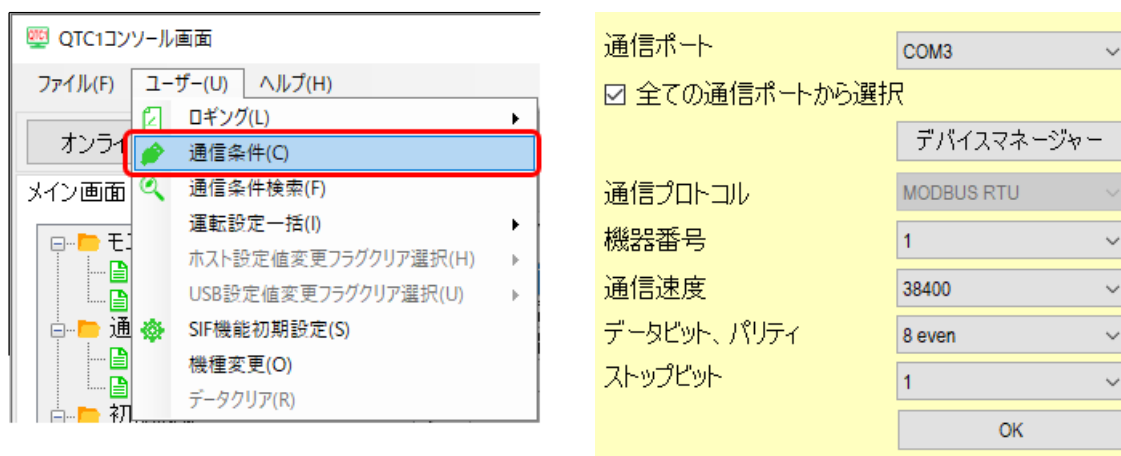 QTC1コンソール画面
ファイル(F) ユーザー(U) ヘルプ(H)
ロギング(L)
オンライ
通信条件(C)
メイン画面
通信条件検索(F)
運転設定一括(I)
モニ
ホスト設定値変更フラグクリア選択(H)
USB設定値変更フラグクリア選択(U)
通
SIF機能初期設定(S)
機種変更(O)
データクリア(R)
初
通信ポート
COM3
全ての通信ポートから選択
デバイスマネージャー
通信プロトコル
MODBUS RTU
機器番号
1
通信速度
38400
データビット、パリティ
8 even
ストップビット
1
OK